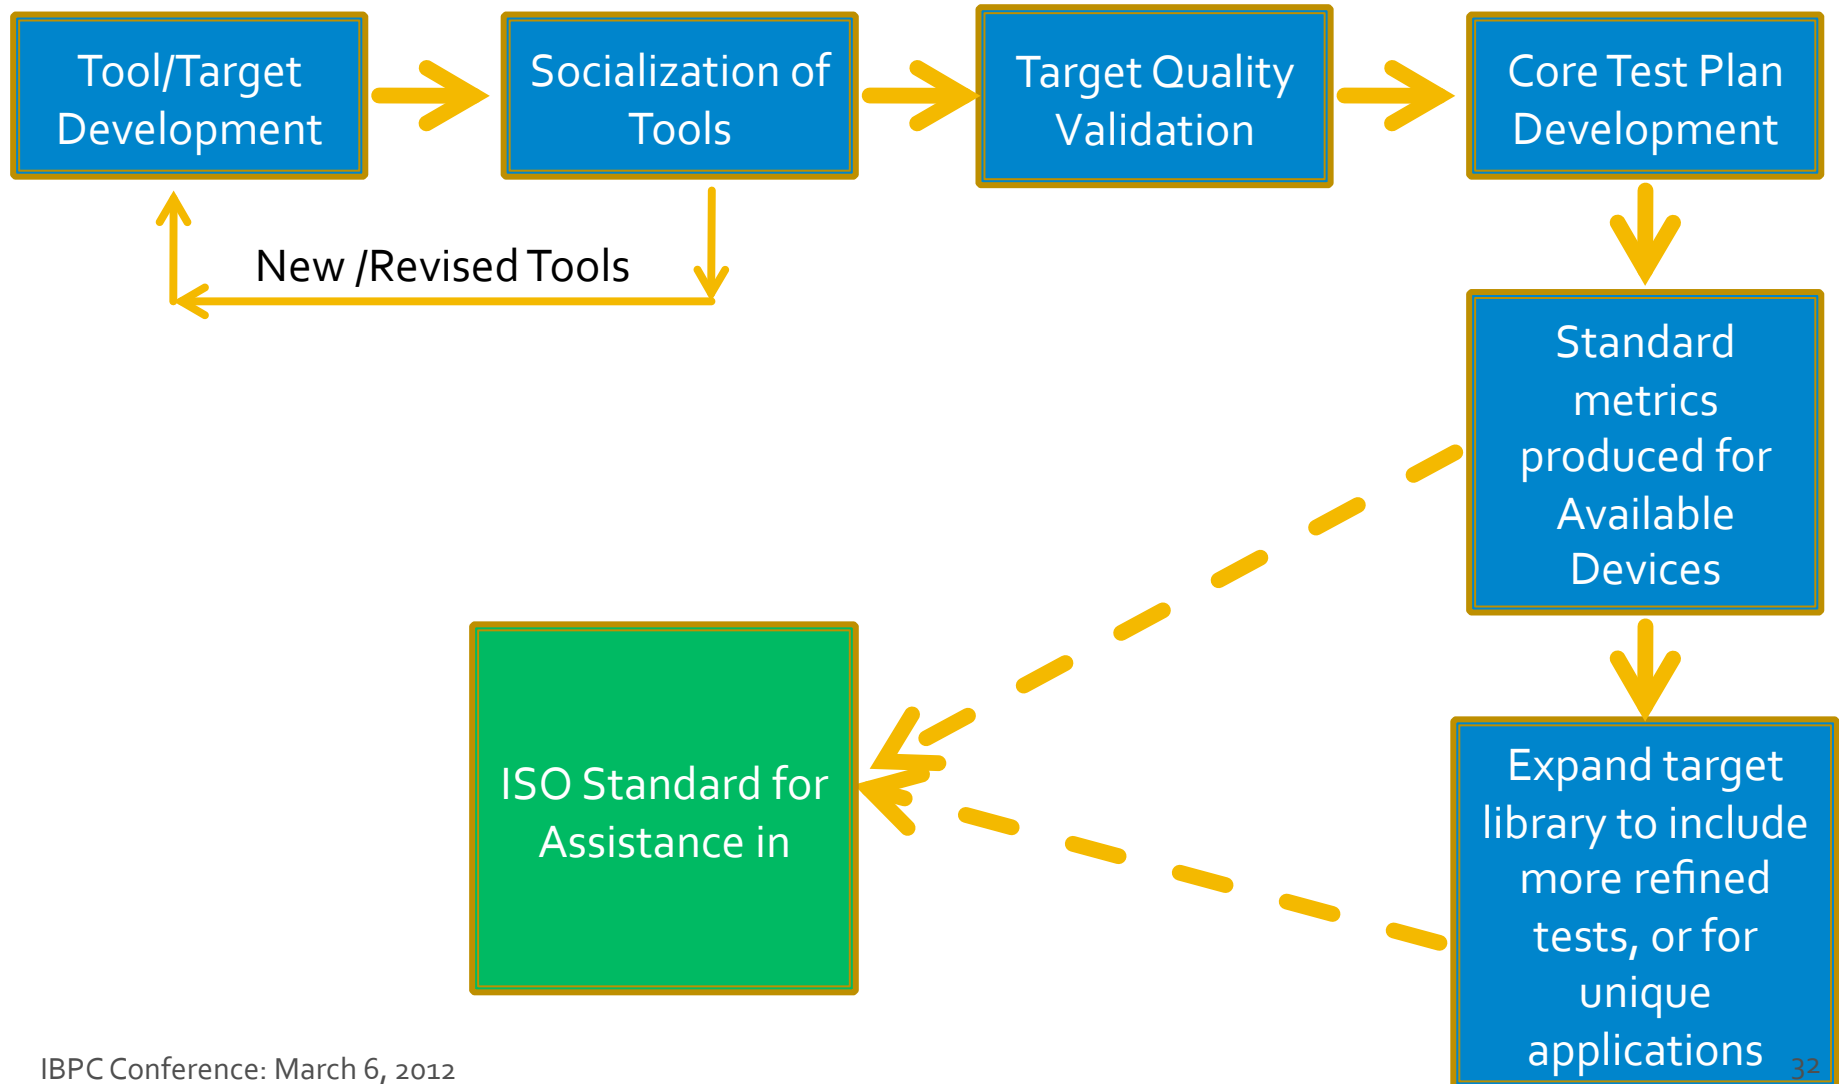 Tool/Target
Development
Socialization of
Tools
Target Quality
Validation
Core Test Plan
Development
New /Revised Tools
Standard
metrics
produced for
Available
Devices
ISO Standard for
Assistance in
Expand target
library to include
more refined
tests, or for
unique
applications
IBPC Conference: March 6, 2012
32